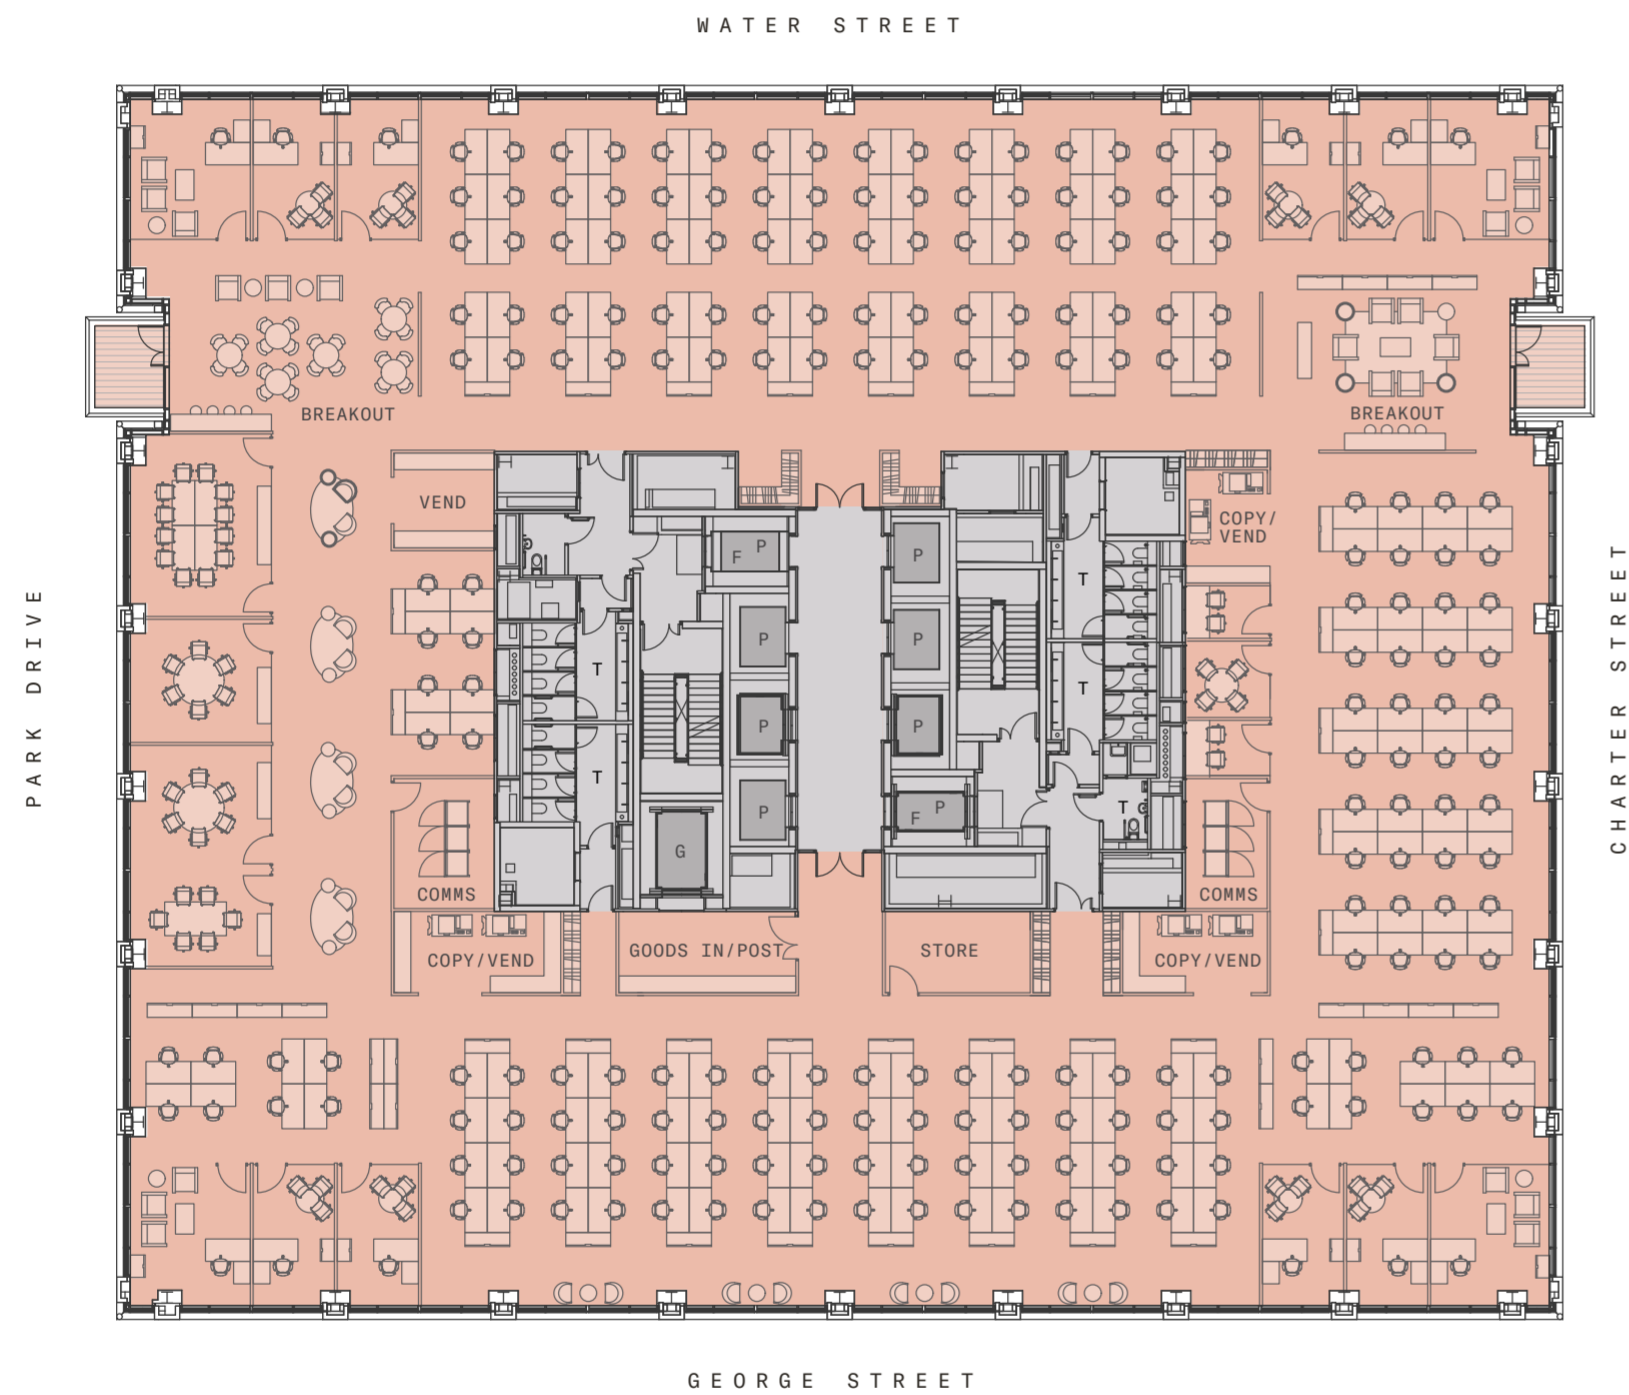 WATER STREET
BREAKOUT
BREAKOUT
VEND
COPY/
VEND
F P
P
P
P
T
T
P
P
T
T
P
P
P
P
F P
T
G
PARK DRIVE
CHARTER STREET
COMMS
COMMS
COPY/VEND
GOODS IN/POST
STORE
COPY/VEND
GEORGE STREET